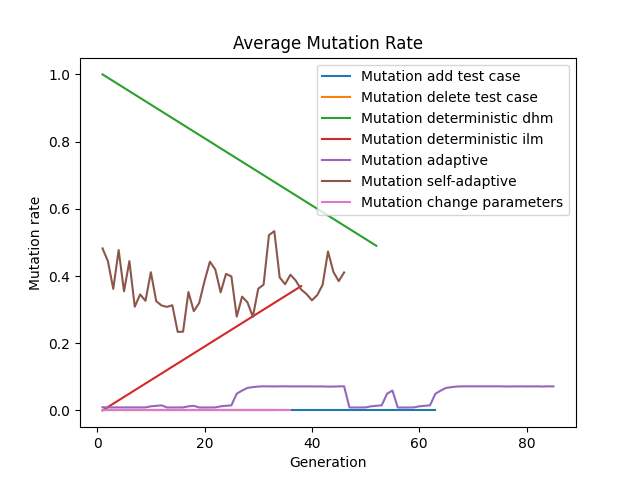 Average Mutation Rate
Mutation rate
1.0
0.8
0.6
0.4
0.2
0.0
Mutation add test case
Mutation delete test case
Mutation deterministic dhm
Mutation deterministic ilm
Mutation adaptive
Mutation self-adaptive
Mutation change parameters
0 20 40 60 80
Generation